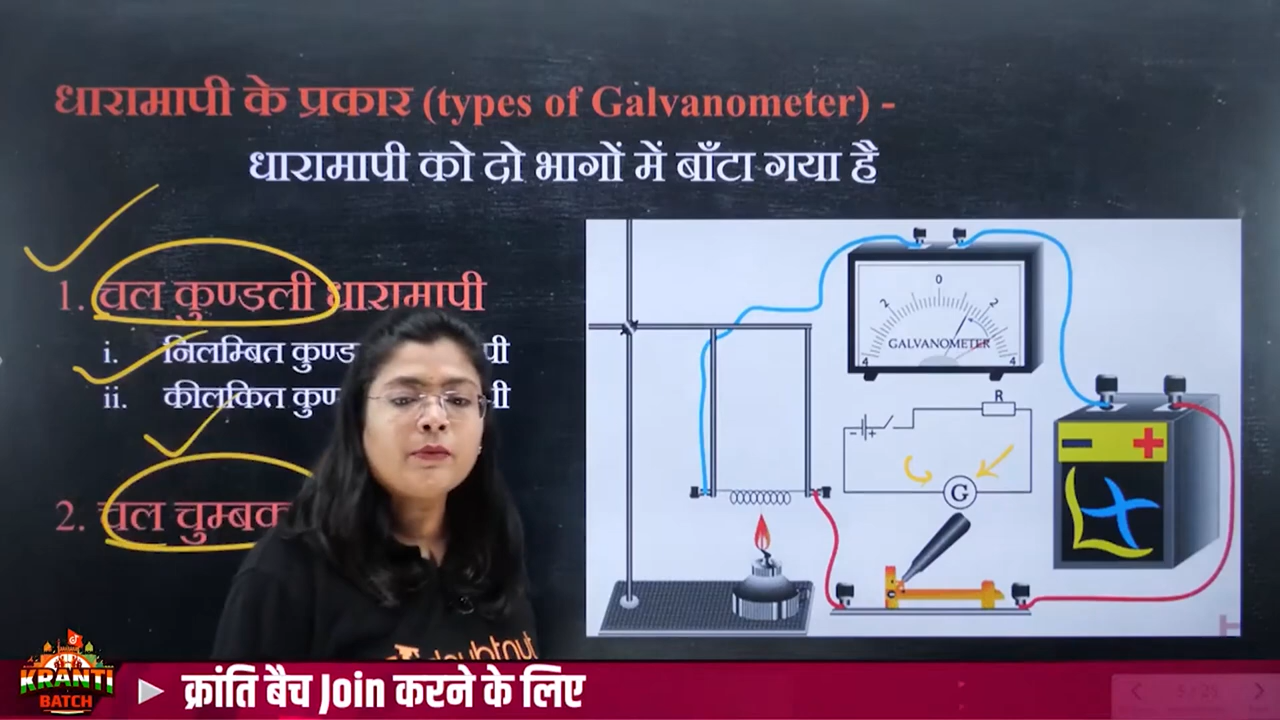 धारामापी के प्रकार (types of Galvanometer) -
धारामापी को दो भागों में बाँटा गया है
1. चल कुण्डली धारामापी
i. निलम्बित कुण्ड पी
ii. कीलकित कुण पी
2. चल चुम्बक
0
2 2
GALVANOMETER
4 4
R
- +
G
- +
doubtnut
KRANTI
BATCH
क्रांति बैच Join करने के लिए